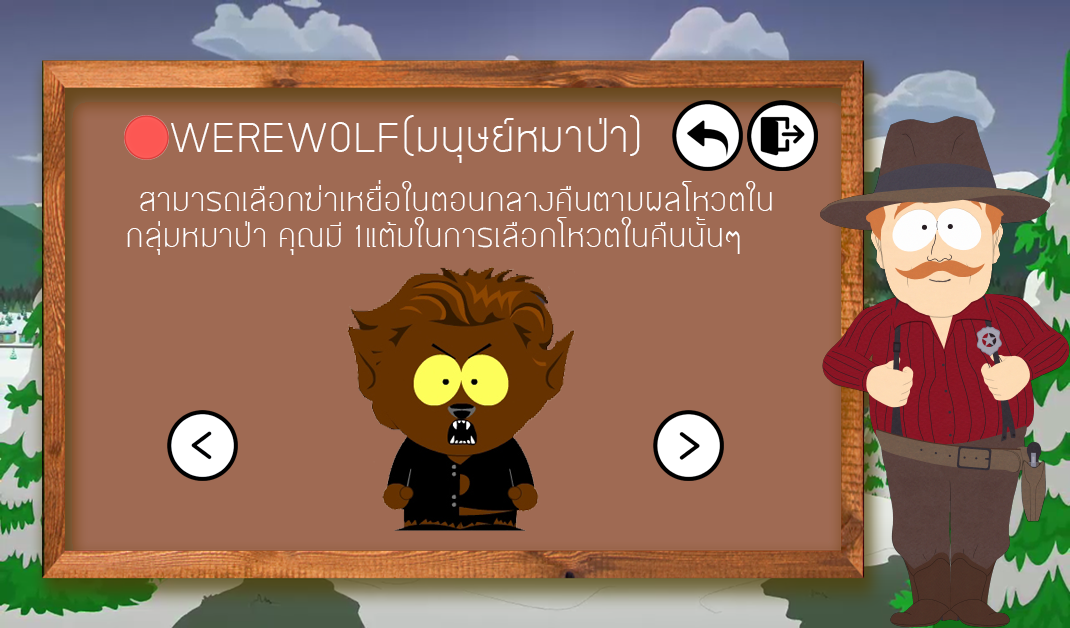 WEREWOLF(มนุษย์หมาป่า)
สามารถเลือกฆ่าเหยื่อในตอนกลางคืนตามผลโหวตใน
กลุ่มหมาป่า คุณมี 1แต้มในการเลือกโหวตในคืนนั้นๆ